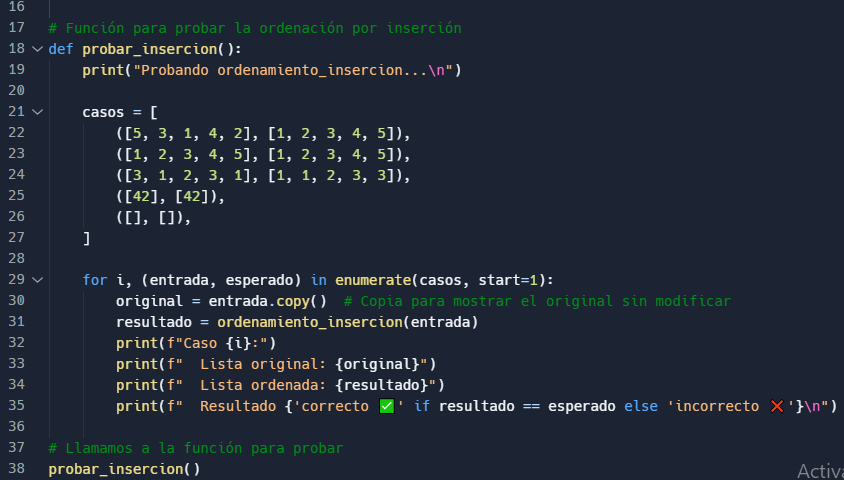 16
17 # Función para probar la ordenación por inserción
18 def probar_insercion():
19     print("Probando ordenamiento_insercion...\n")
20
21     casos = [
22         ([5, 3, 1, 4, 2], [1, 2, 3, 4, 5]),
23         ([1, 2, 3, 4, 5], [1, 2, 3, 4, 5]),
24         ([3, 1, 2, 3, 1], [1, 1, 2, 3, 3]),
25         ([42], [42]),
26         ([], []),
27     ]
28
29     for i, (entrada, esperado) in enumerate(casos, start=1):
30         original = entrada.copy()  # Copia para mostrar el original sin modificar
31         resultado = ordenamiento_insercion(entrada)
32         print(f"Caso {i}:")
33         print(f"  Lista original: {original}")
34         print(f"  Lista ordenada: {resultado}")
35         print(f"  Resultado {'correcto ✅' if resultado == esperado else 'incorrecto ❌'}\n")
36
37 # Llamamos a la función para probar
38 probar_insercion()